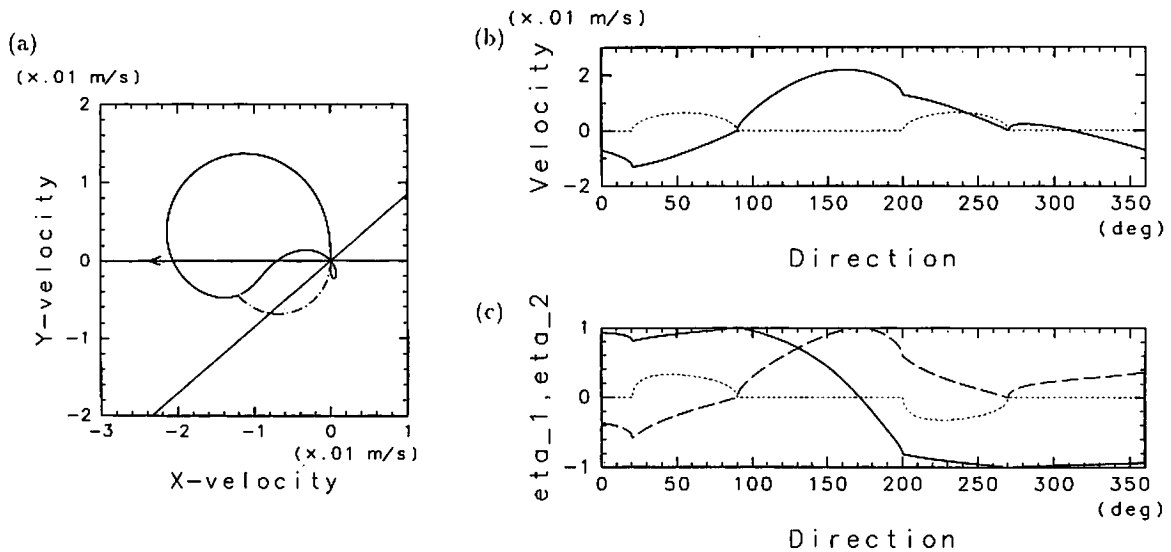 (a)
(×.01 m/s)
2
1
0
-1
-2
Y-velocity
-3 -2 -1 0 1
(×.01 m/s)
X-velocity
(b)
(×.01 m/s)
Velocity
2
0
-2
0 50 100 150 200 250 300 350
(deg)
Direction
(c)
eta_1,eta_2
1
0
-1
0 50 100 150 200 250 300 350
(deg)
Direction